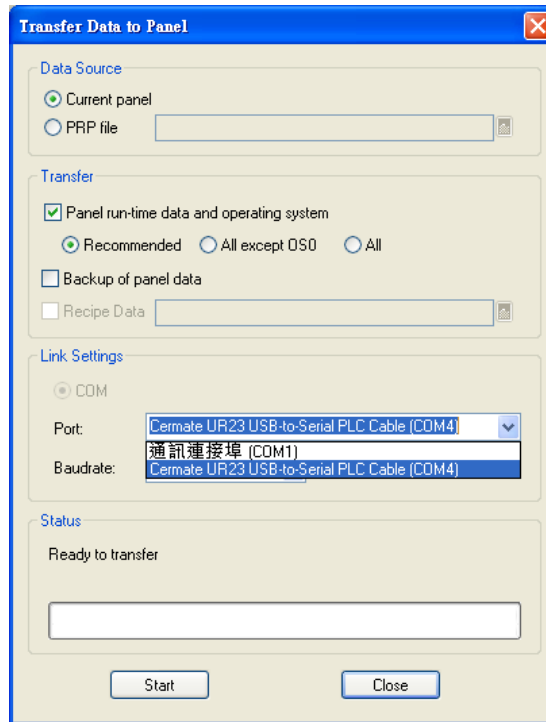 Transfer Data to Panel
Data Source
Current panel
PRP file
Transfer
Panel run-time data and operating system
Recommended All except OS0 All
Backup of panel data
Recipe Data
Link Settings
COM
Port: Cermate UR23 USB-to-Serial PLC Cable (COM4)
通訊連接埠 (COM1)
Baudrate: Cermate UR23 USB-to-Serial PLC Cable (COM4)
Status
Ready to transfer
Start Close